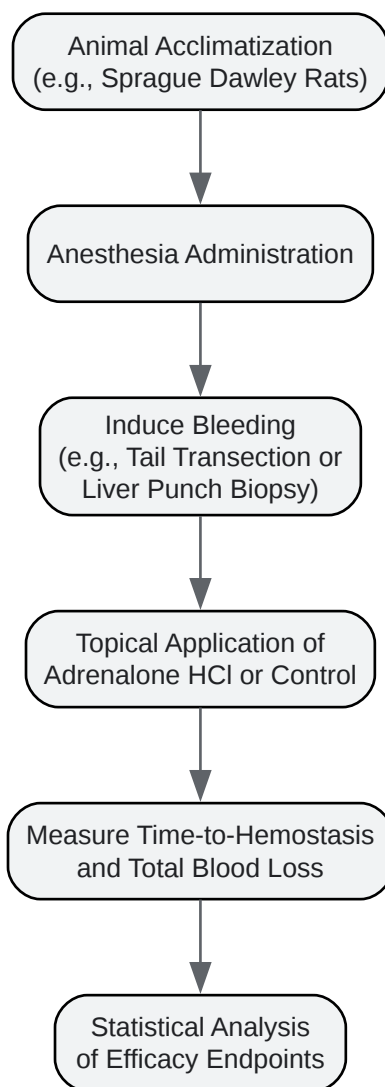 Animal Acclimatization
(e.g., Sprague Dawley Rats)
Anesthesia Administration
Induce Bleeding
(e.g., Tail Transection or
Liver Punch Biopsy)
Topical Application of
Adrenalone HCl or Control
Measure Time-to-Hemostasis
and Total Blood Loss
Statistical Analysis
of Efficacy Endpoints